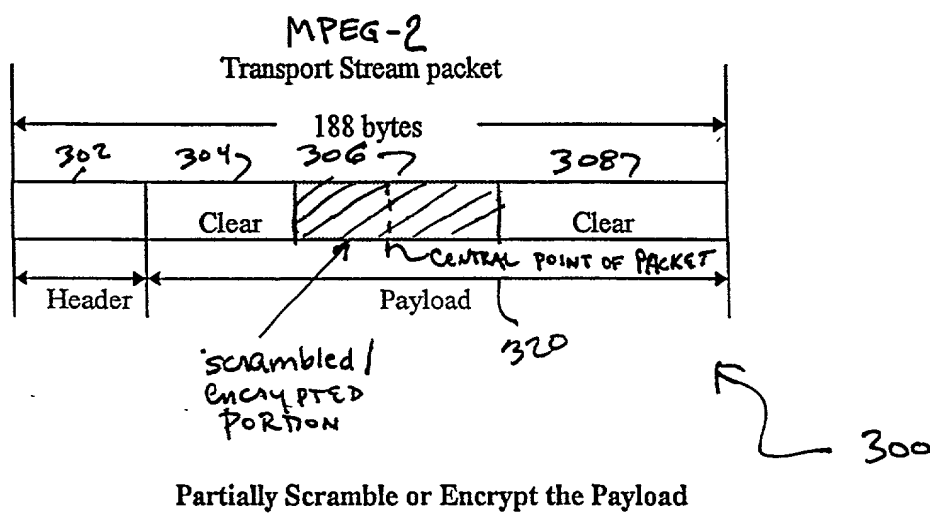 MPEG-2
Transport Stream packet
188 bytes
302 304 306 308
Clear Clear
CENTRAL POINT OF PACKET
Header Payload
320
scrambled/
ENCRYPTED
PORTION
300
Partially Scramble or Encrypt the Payload